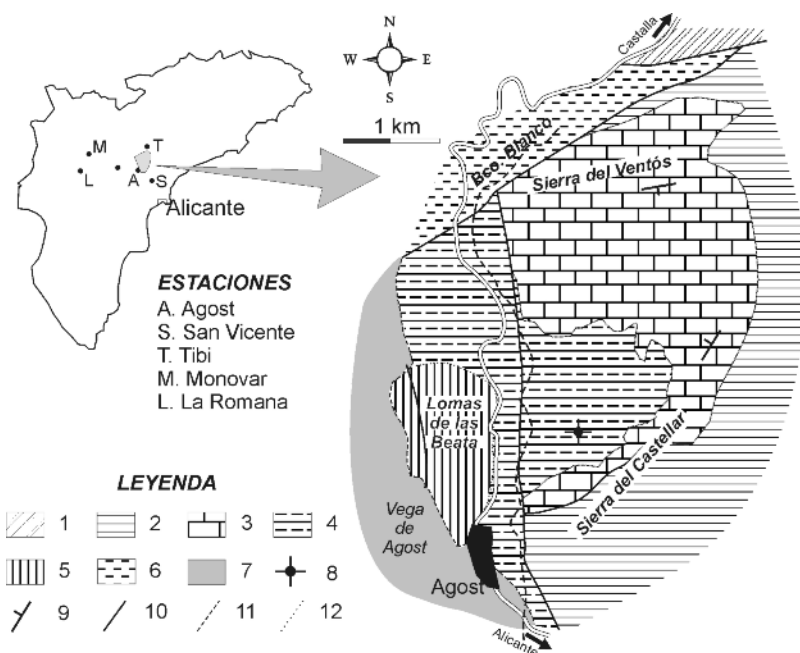 N
W E
S
1 km
Castalla
M
T
L
A
S
Alicante
ESTACIONES
A. Agost
S. San Vicente
T. Tibi
M. Monovar
L. La Romana
Bco. Blanco
Sierra del Ventós
Lomas
de las
Beata
Sierra del Castellar
Vega
de
Agost
Agost
Alicante
LEYENDA
1 2 3 4
5 6 7 8
9 10 11 12